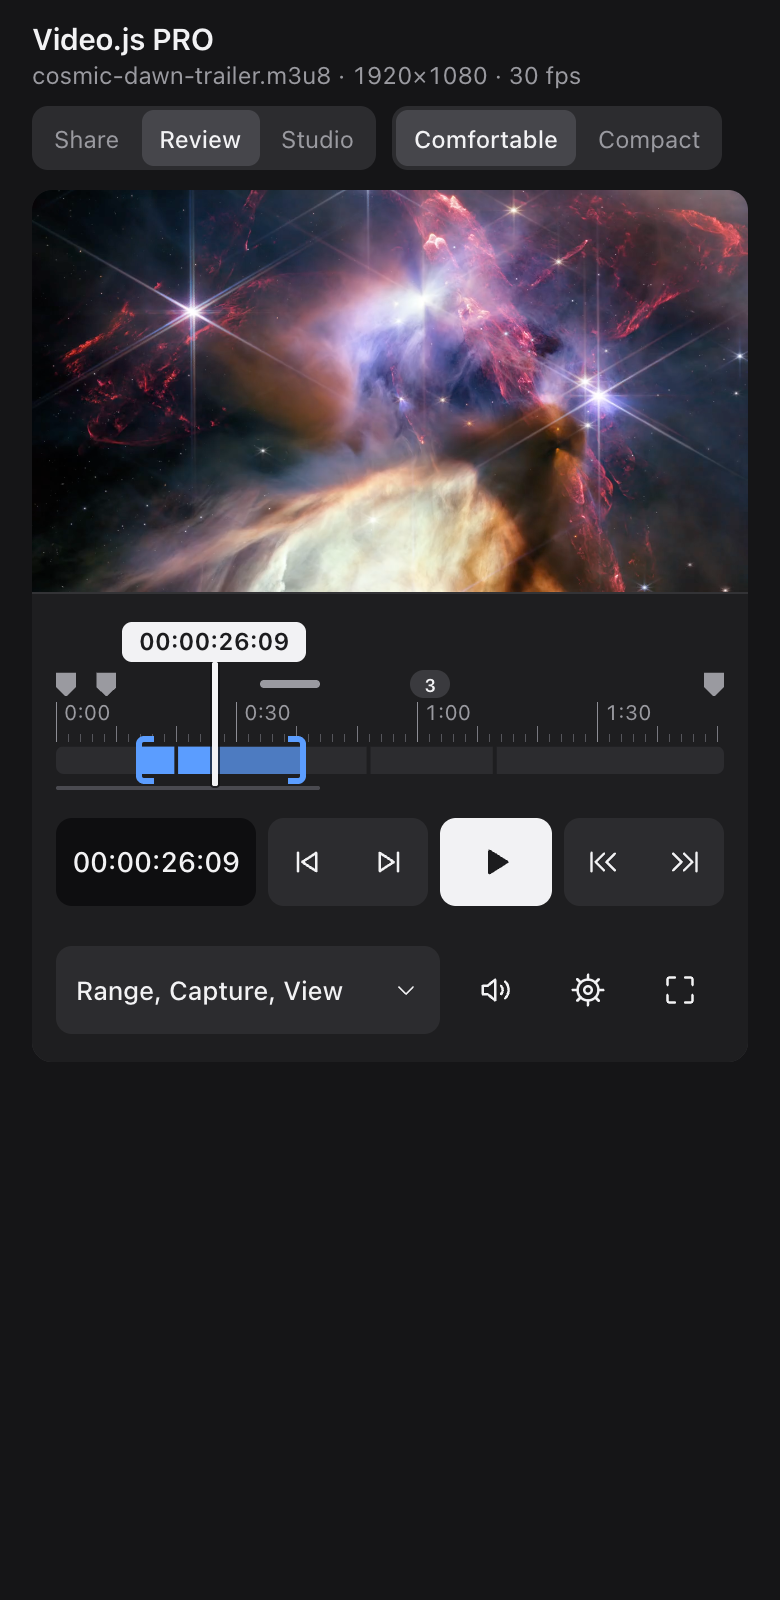 Video.js PRO
cosmic-dawn-trailer.m3u8 · 1920×1080 · 30 fps
Share Review Studio Comfortable Compact
00:00:26:09
3
0:00 0:30 1:00 1:30
00:00:26:09
Range, Capture, View